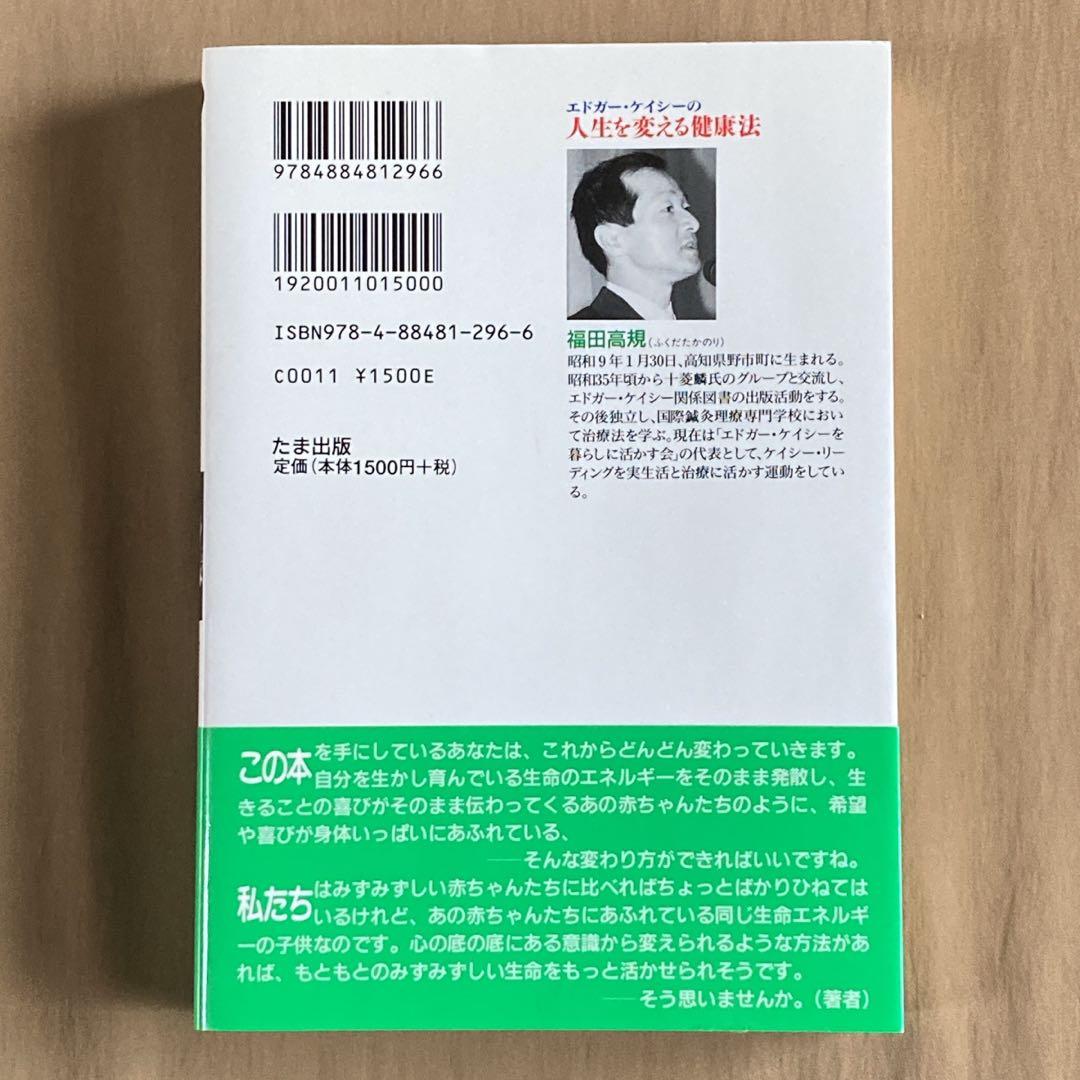 9784884812966
1920011015000
ISBN978-4-88481-296-6
C0011 ¥1500E
たま出版
定価(本体1500円+税)
エドガー・ケイシーの
人生を変える健康法
福田高規(ふくだたかのり)
昭和9年1月30日、高知県野市町に生まれる。
昭和35年頃から十菱麟氏のグループと交流し、
エドガー・ケイシー関係図書の出版活動をする。
その後独立し、国際鍼灸理療専門学校におい
て治療法を学ぶ。現在は「エドガー・ケイシーを
暮らしに活かす会」の代表として、ケイシー・リー
ディングを実生活と治療に活かす運動をしてい
る。
この本を手にしているあなたは、これからどんどん変わっていきます。
自分を生かし育んでいる生命のエネルギーをそのまま発散し、生
きることの喜びがそのまま伝わってくるあの赤ちゃんたちのように、希望
や喜びが身体いっぱいにあふれている、
──そんな変わり方ができればいいですね。
私たちはみずみずしい赤ちゃんたちに比べればちょっとばかりひねては
いるけれど、あの赤ちゃんたちにあふれている同じ生命エネルギ
ーの子供なのです。心の底の底にある意識から変えられるような方法があ
れば、もともとのみずみずしい生命をもっと活かせられそうです。
──そう思いませんか。(著者)